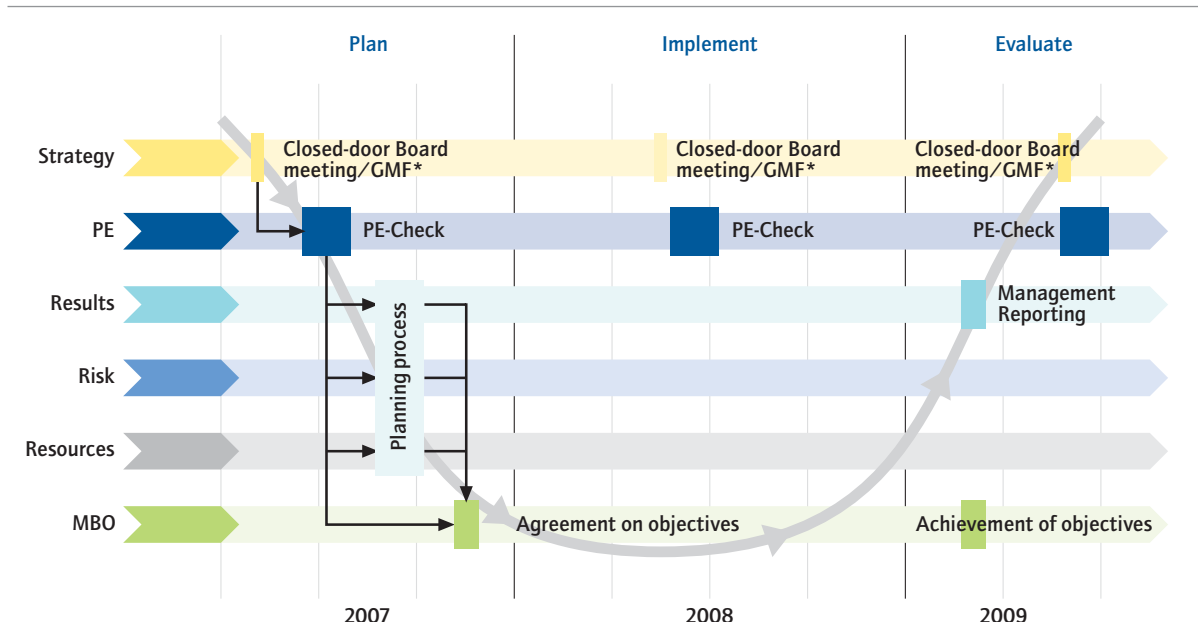 Plan
Implement
Evaluate
Strategy
Closed-door Board
meeting/GMF*
Closed-door Board
meeting/GMF*
Closed-door Board
meeting/GMF*
PE
PE-Check
PE-Check
PE-Check
Results
Management
Reporting
Planning process
Risk
Resources
MBO
Agreement on objectives
Achievement of objectives
2007
2008
2009